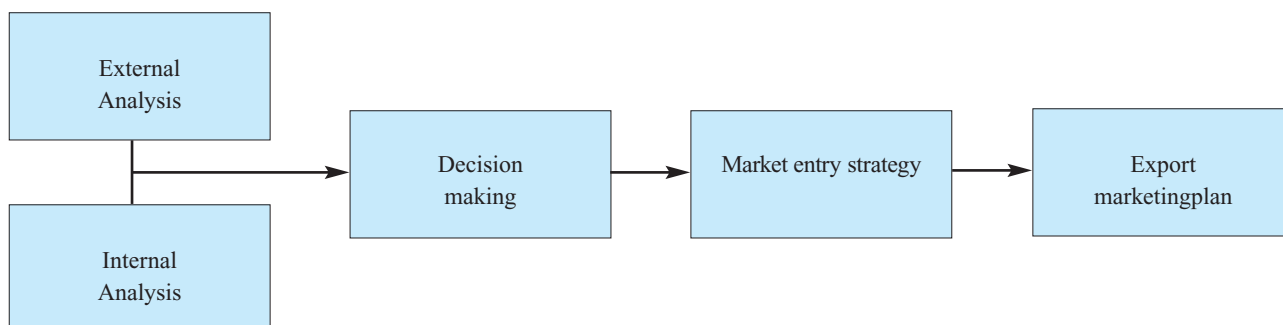 External
Analysis
Internal
Analysis
Decision
making
Market entry strategy
Export
marketingplan